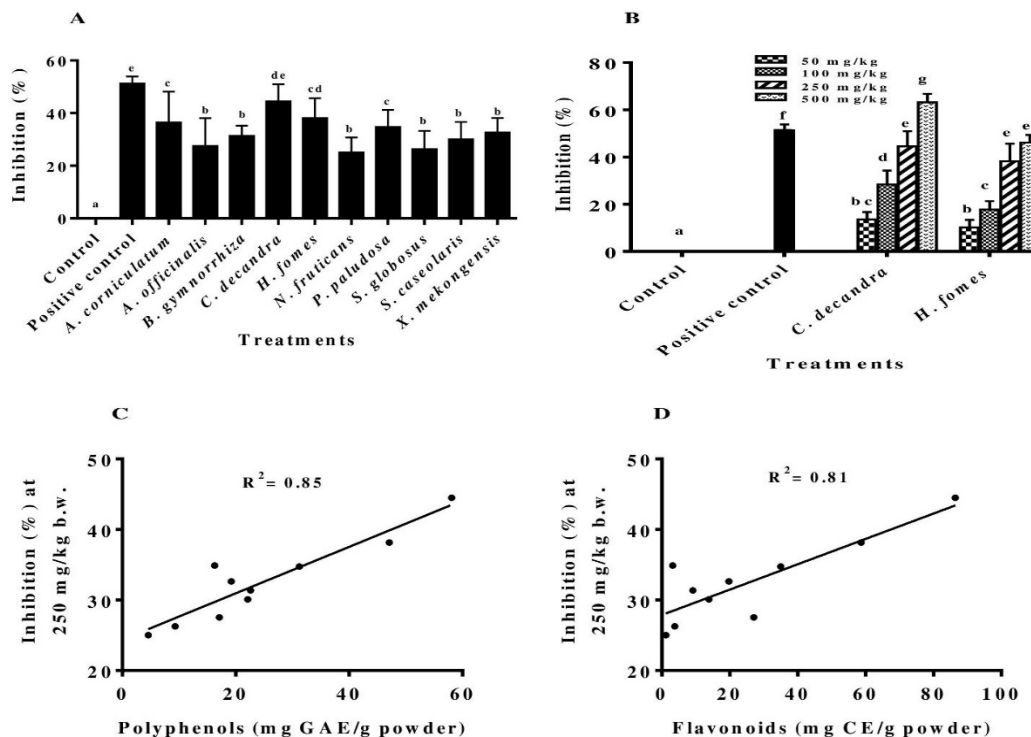 A
Inhibition (%)
60
40
20
0
a
e
c
b
b
de
cd
b
c
b
b
b
Control
Positive control
A. corniculatum
A. officinalis
B. gymnorrhiza
C. decandra
H. fomes
N. fruticans
P. paludosa
S. globosus
S. caseolaris
X. mekongensis
Treatments
B
50 mg/kg
100 mg/kg
250 mg/kg
500 mg/kg
Inhibition (%)
80
60
40
20
0
a
f
b c
d
e
g
b
c
e
e
Control
Positive control
C. decandra
H. fomes
Treatments
C
R²= 0.85
Inhibition (%) at
250 mg/kg b.w.
50
40
30
20
0 20 40 60
Polyphenols (mg GAE/g powder)
D
R²= 0.81
Inhibition (%) at
250 mg/kg b.w.
50
40
30
20
0 20 40 60 80 100
Flavonoids (mg CE/g powder)